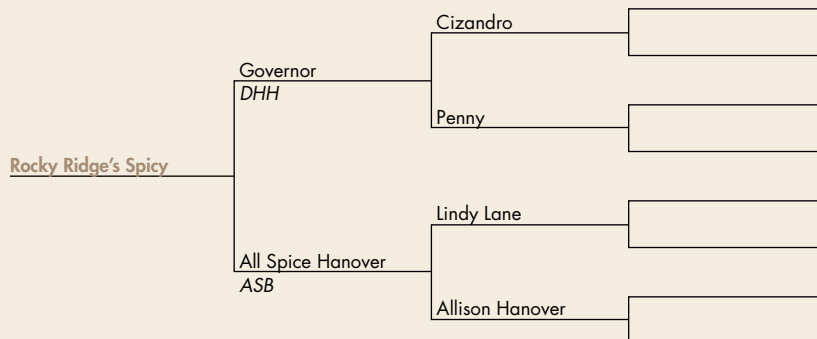 Cizandro
Governor
DHH
Penny
Rocky Ridge's Spicy
Lindy Lane
All Spice Hanover
ASB
Allison Hanover